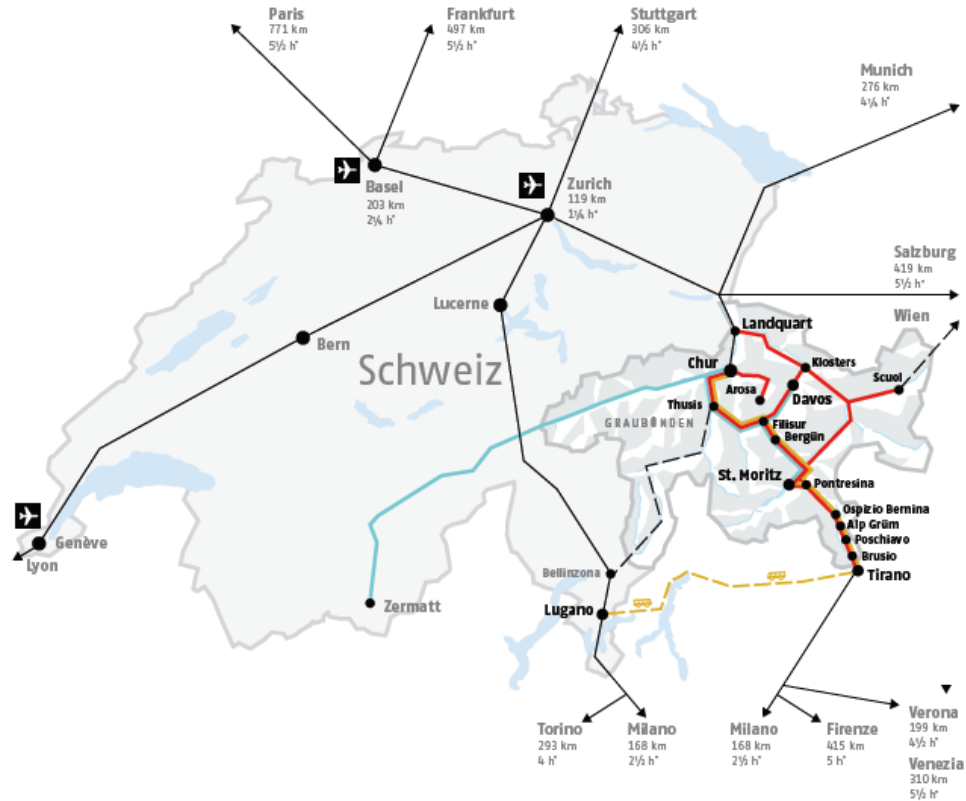 Paris
771 km
5½ h*
Frankfurt
497 km
5½ h*
Stuttgart
306 km
4½ h*
Munich
276 km
4¼ h*
Basel
203 km
2¼ h*
Zurich
119 km
1¼ h*
Salzburg
419 km
5½ h*
Wien
Lucerne
Landquart
Bern
Schweiz
Chur
Klosters
Arosa
Davos
Scuol
Thusis
GRAUBÜNDEN
Filisur
Bergün
St. Moritz
Pontresina
Ospizio Bernina
Alp Grüm
Poschiavo
Brusio
Tirano
Genève
Lyon
Bellinzona
Zermatt
Lugano
Torino
293 km
4 h*
Milano
168 km
2½ h*
Milano
168 km
2½ h*
Firenze
415 km
5 h*
Verona
199 km
4½ h*
Venezia
310 km
5½ h*